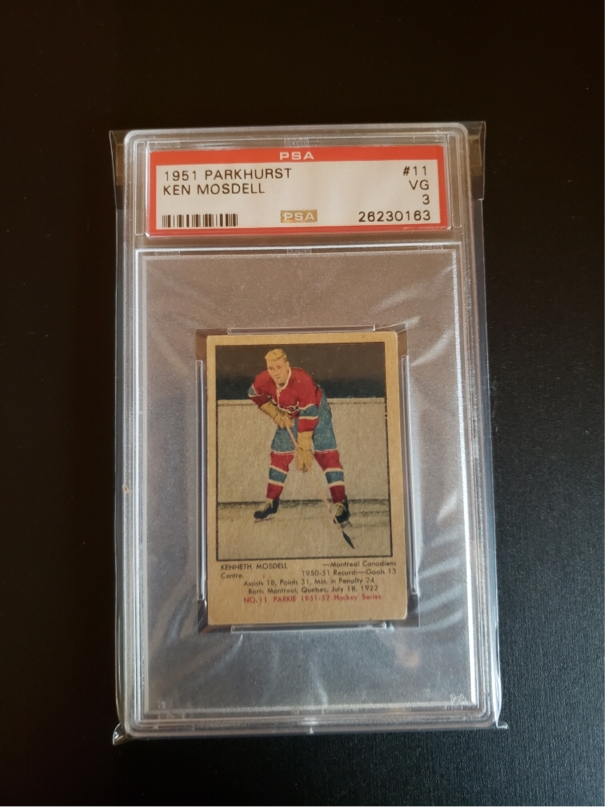 PSA
1951 PARKHURST #11
KEN MOSDELL VG
3
PSA 26230163
KENNETH MOSDELL —Montreal Canadiens
Centre. 1950-51 Record:—Goals 13
Assists 18, Points 31, Min. in Penalty 24
Born Montreal, Quebec, July 18, 1922
NO. 11 PARKIE 1951-52 Hockey Series